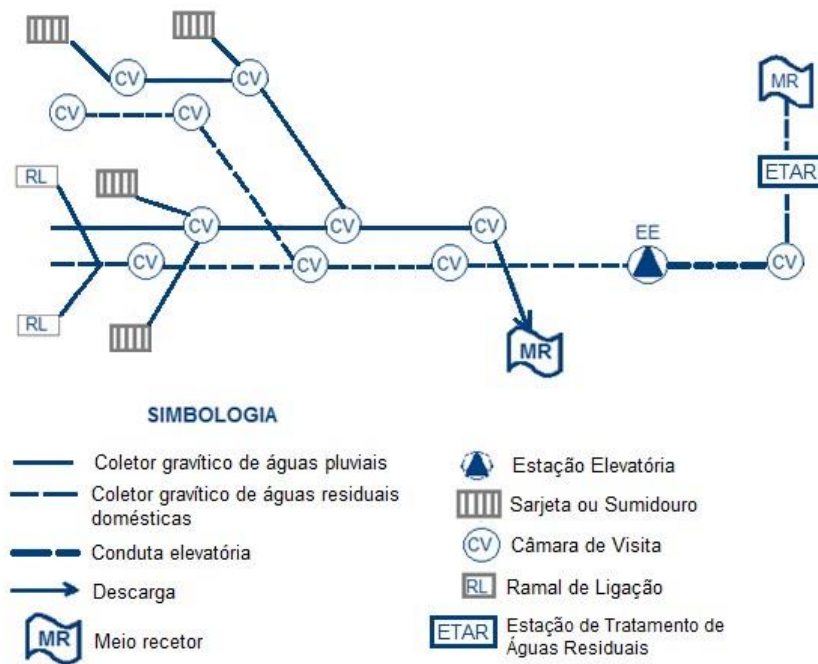 CV
CV
MR
CV
CV
ETAR
RL
CV
CV
CV
EE
CV
CV
CV
CV
RL
MR
SIMBOLOGIA
Coletor gravítico de águas pluviais
Coletor gravítico de águas residuais
domésticas
Conduta elevatória
Descarga
MR Meio recetor
Estação Elevatória
Sarjeta ou Sumidouro
CV Câmara de Visita
RL Ramal de Ligação
ETAR Estação de Tratamento de
Águas Residuais